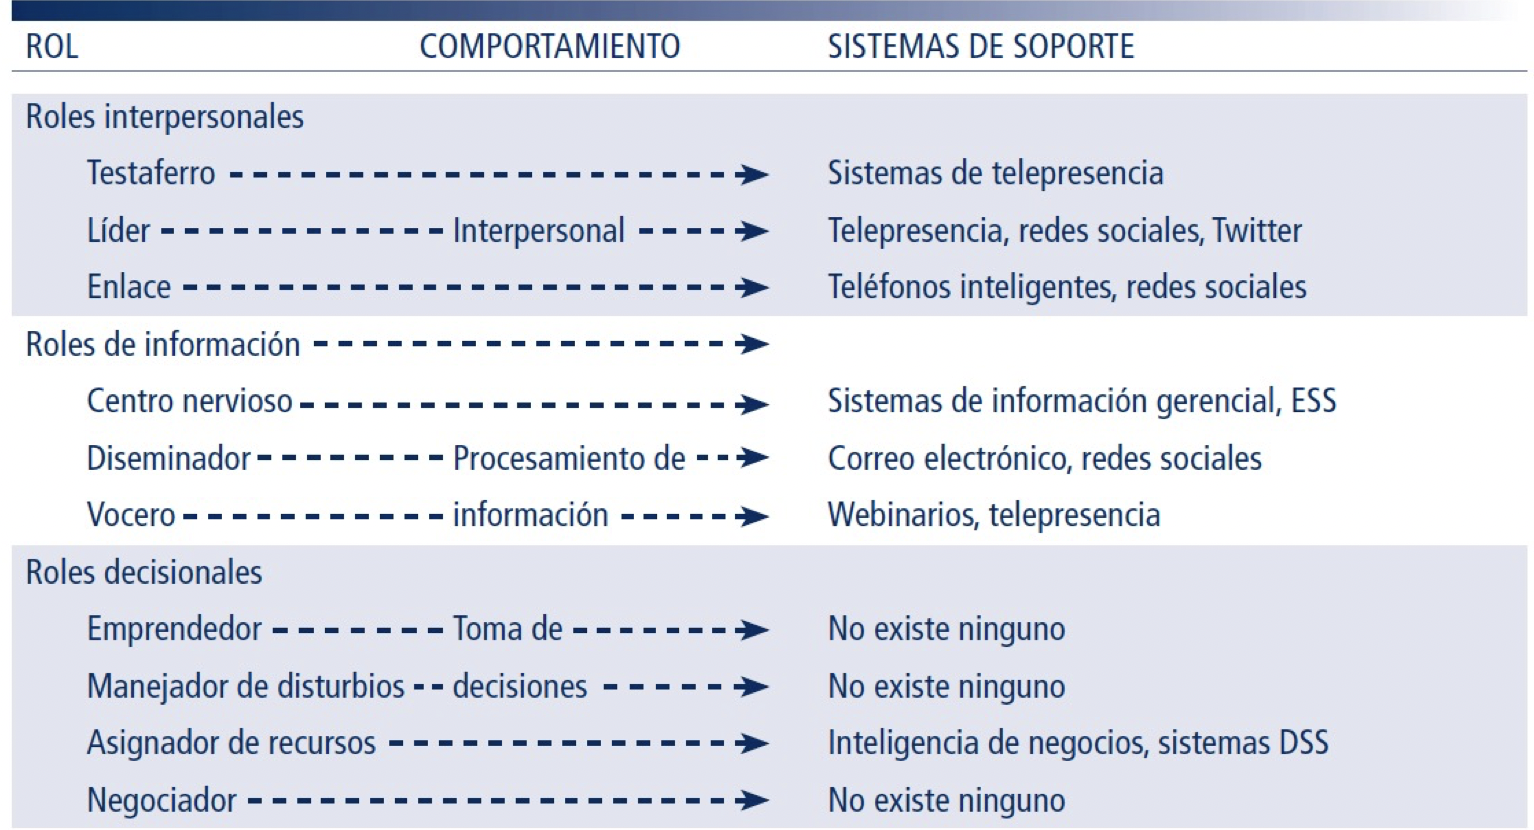 ROL COMPORTAMIENTO SISTEMAS DE SOPORTE
Roles interpersonales
Testaferro Sistemas de telepresencia
Líder Interpersonal Telepresencia, redes sociales, Twitter
Enlace Teléfonos inteligentes, redes sociales
Roles de información
Centro nervioso Sistemas de información gerencial, ESS
Diseminador Procesamiento de Correo electrónico, redes sociales
Vocero información Webinarios, telepresencia
Roles decisionales
Emprendedor Toma de No existe ninguno
Manejador de disturbios decisiones No existe ninguno
Asignador de recursos Inteligencia de negocios, sistemas DSS
Negociador No existe ninguno